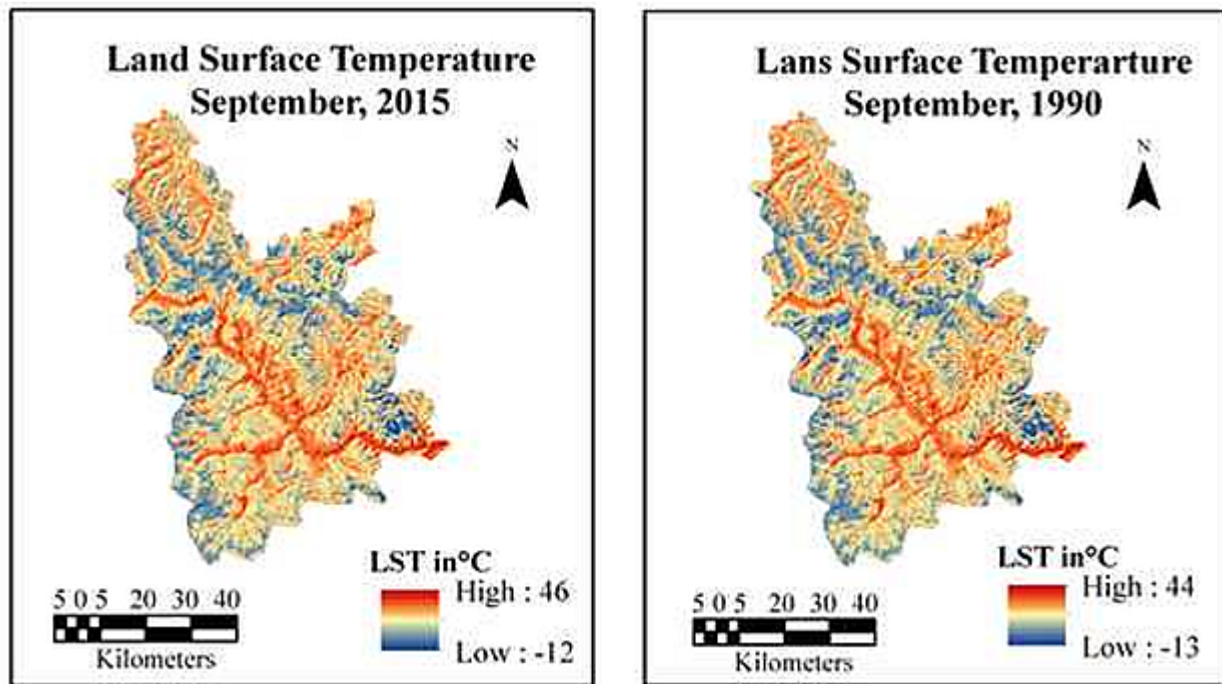 Land Surface Temperature
September, 2015
N
LST in°C
High : 46
Low : -12
5 0 5 20 30 40
Kilometers
Lans Surface Temperarture
September, 1990
N
LST in°C
High : 44
Low : -13
5 0 5 20 30 40
Kilometers